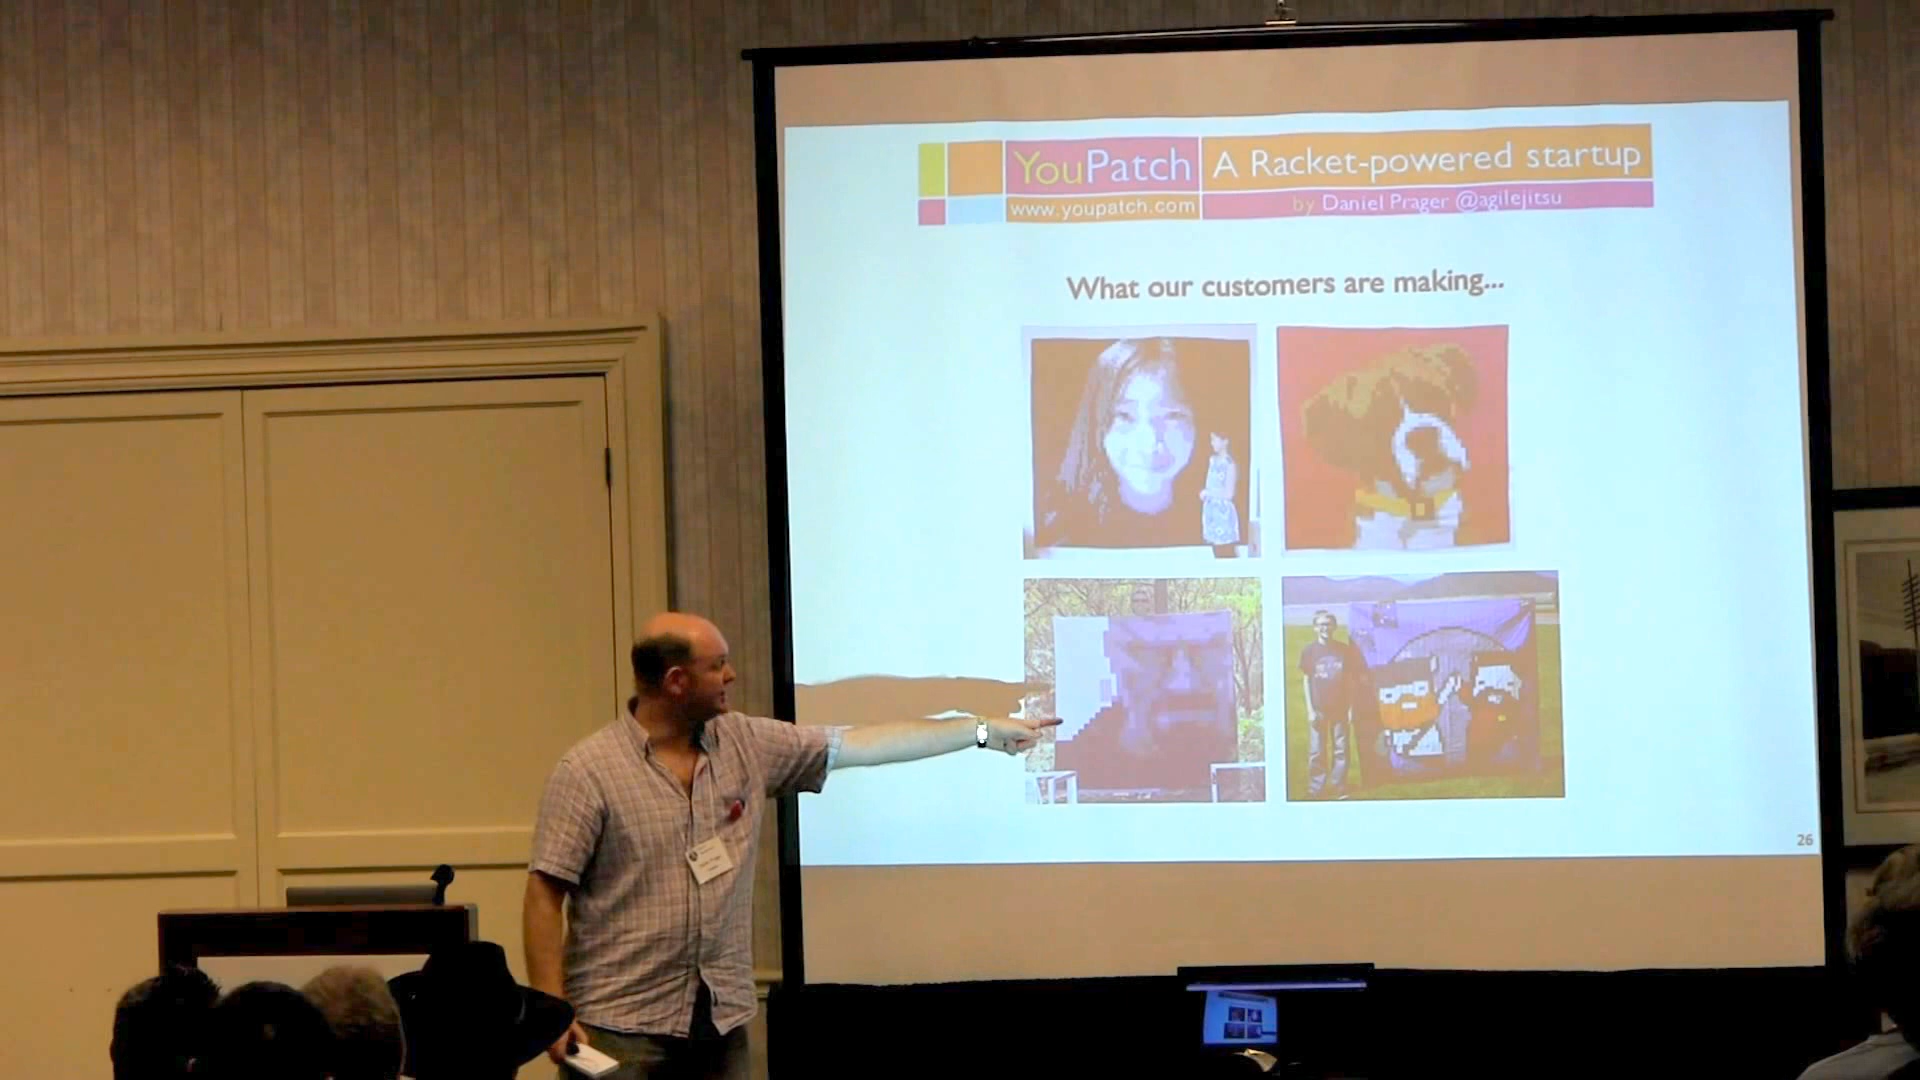 YouPatch
A Racket-powered startup
www.youpatch.com
by Daniel Prager @agilejitsu
What our customers are making...
26